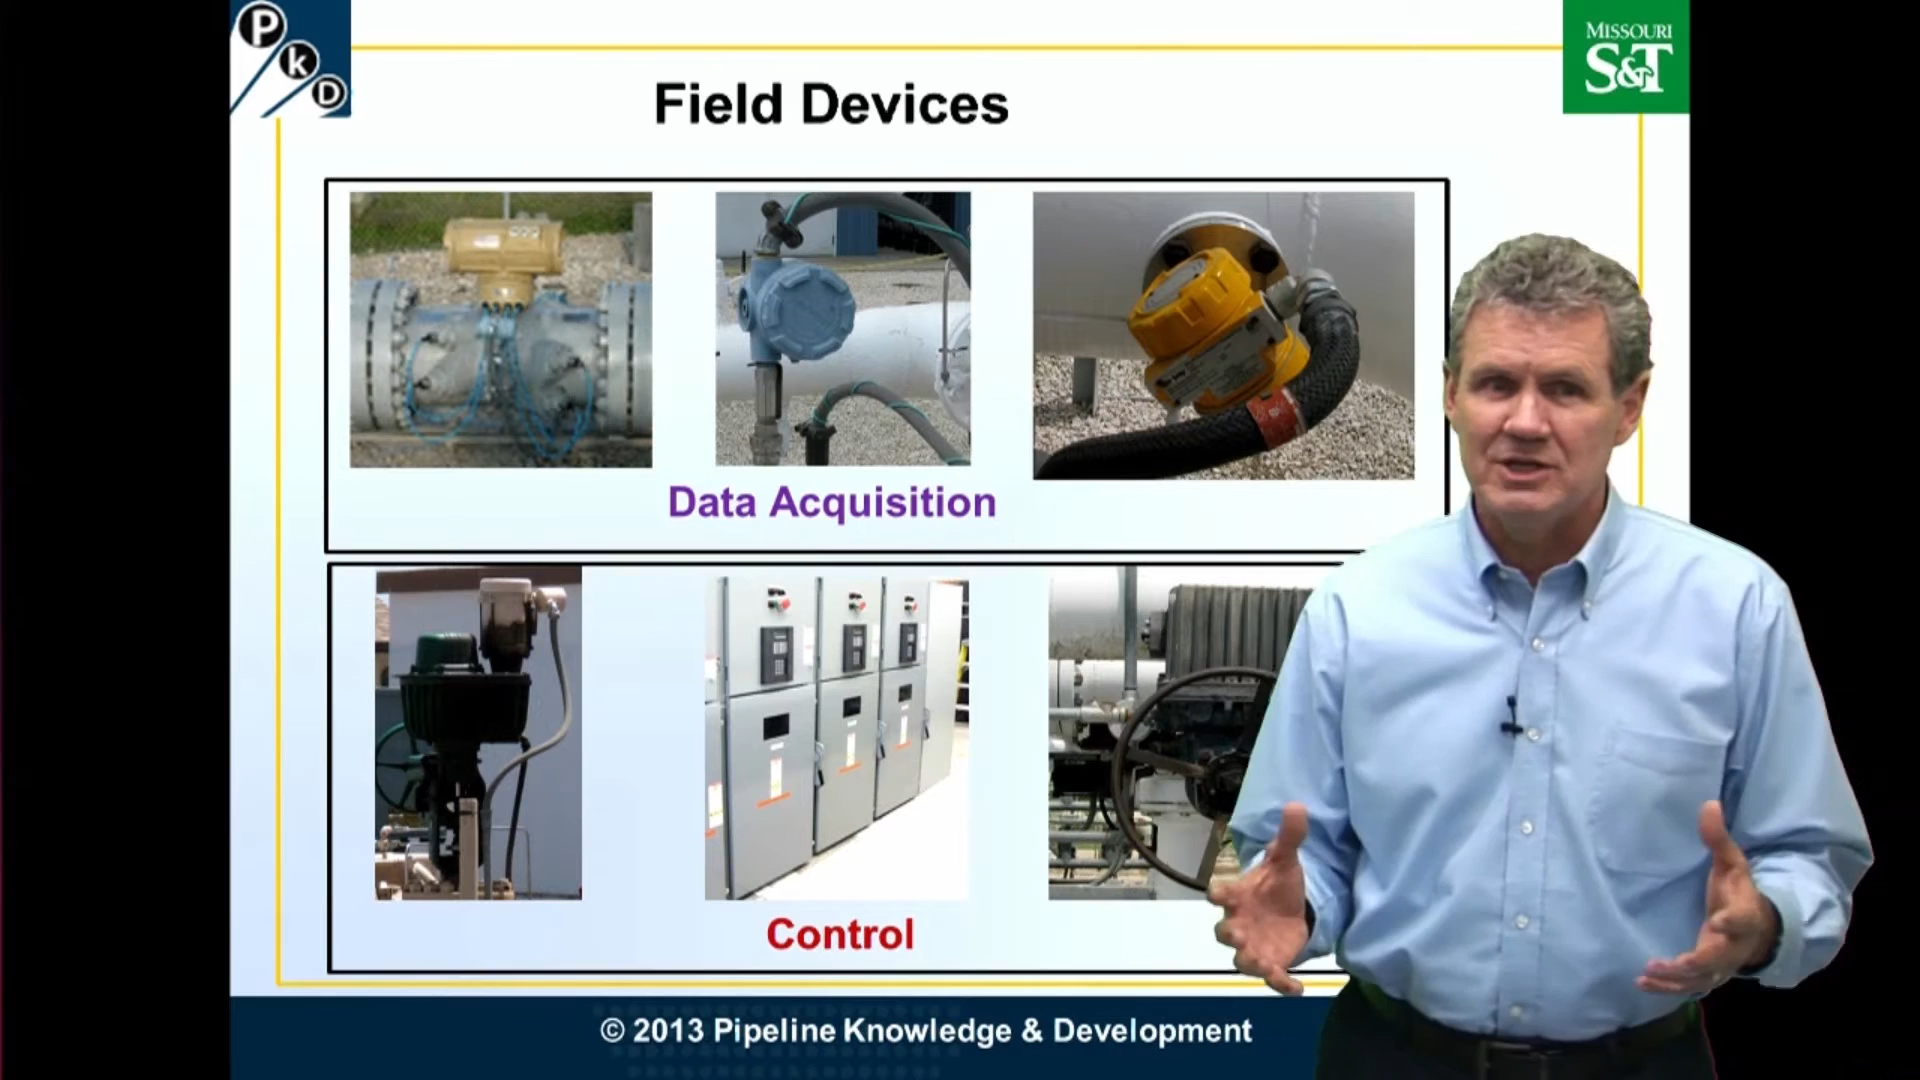 P
k
D
MISSOURI
S&T
Field Devices
Data Acquisition
Control
© 2013 Pipeline Knowledge & Development